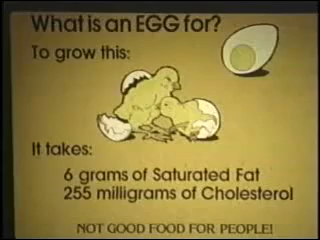 What is an EGG for?
To grow this:
It takes:
6 grams of Saturated Fat
255 milligrams of Cholesterol
NOT GOOD FOOD FOR PEOPLE!